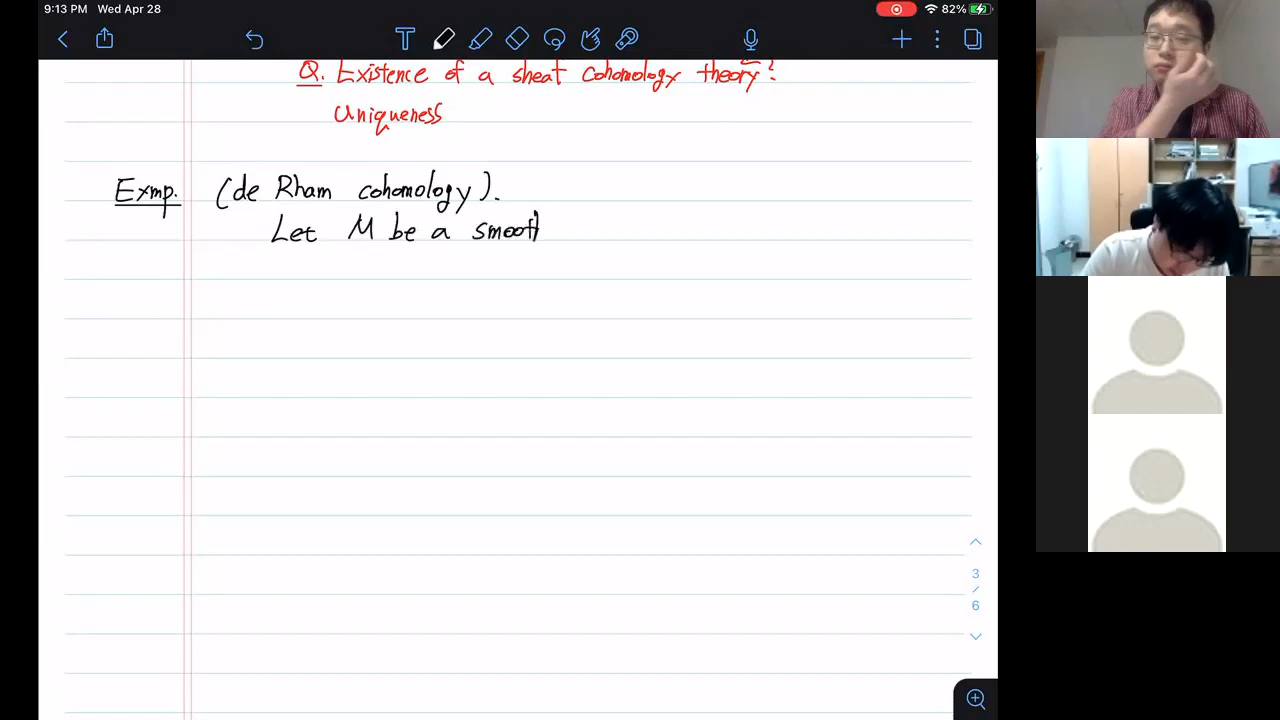 9:13 PM Wed Apr 28
82%
Q. Existence of a sheaf cohomology theory?
Uniqueness
Exmp. (de Rham cohomology).
Let M be a smooth
3
/
6